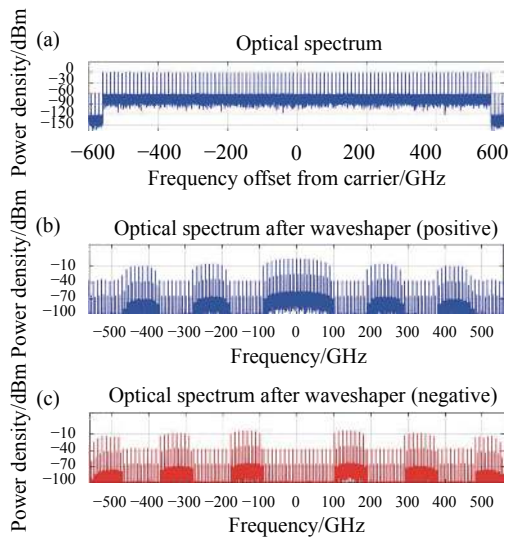 (a) Optical spectrum
Power density/dBm
0
−30
−60
−90
−120
−150
−600 −400 −200 0 200 400 600
Frequency offset from carrier/GHz
(b) Optical spectrum after waveshaper (positive)
Power density/dBm
−10
−40
−70
−100
−500 −400 −300 −200 −100 0 100 200 300 400 500
Frequency/GHz
(c) Optical spectrum after waveshaper (negative)
Power density/dBm
−10
−40
−70
−100
−500 −400 −300 −200 −100 0 100 200 300 400 500
Frequency/GHz